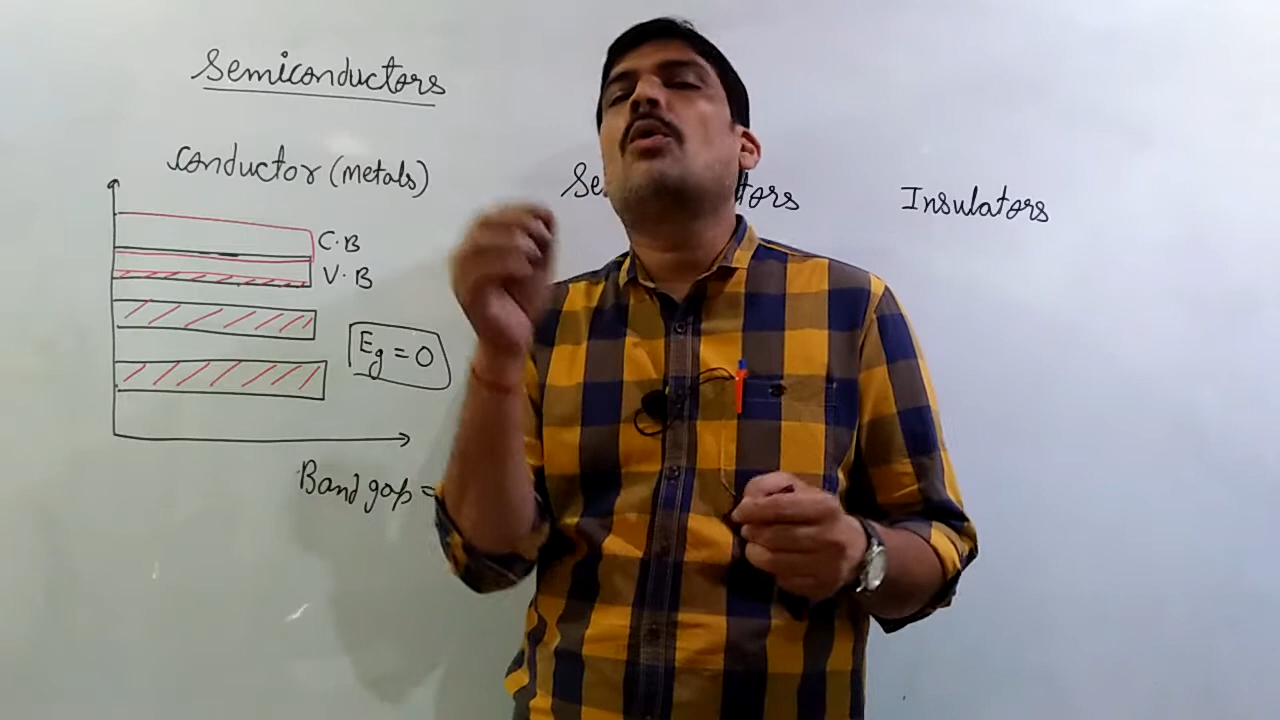 Semiconductors
Conductor (metals)
Insulators
C.B
V.B
Eg = 0
Band gap =